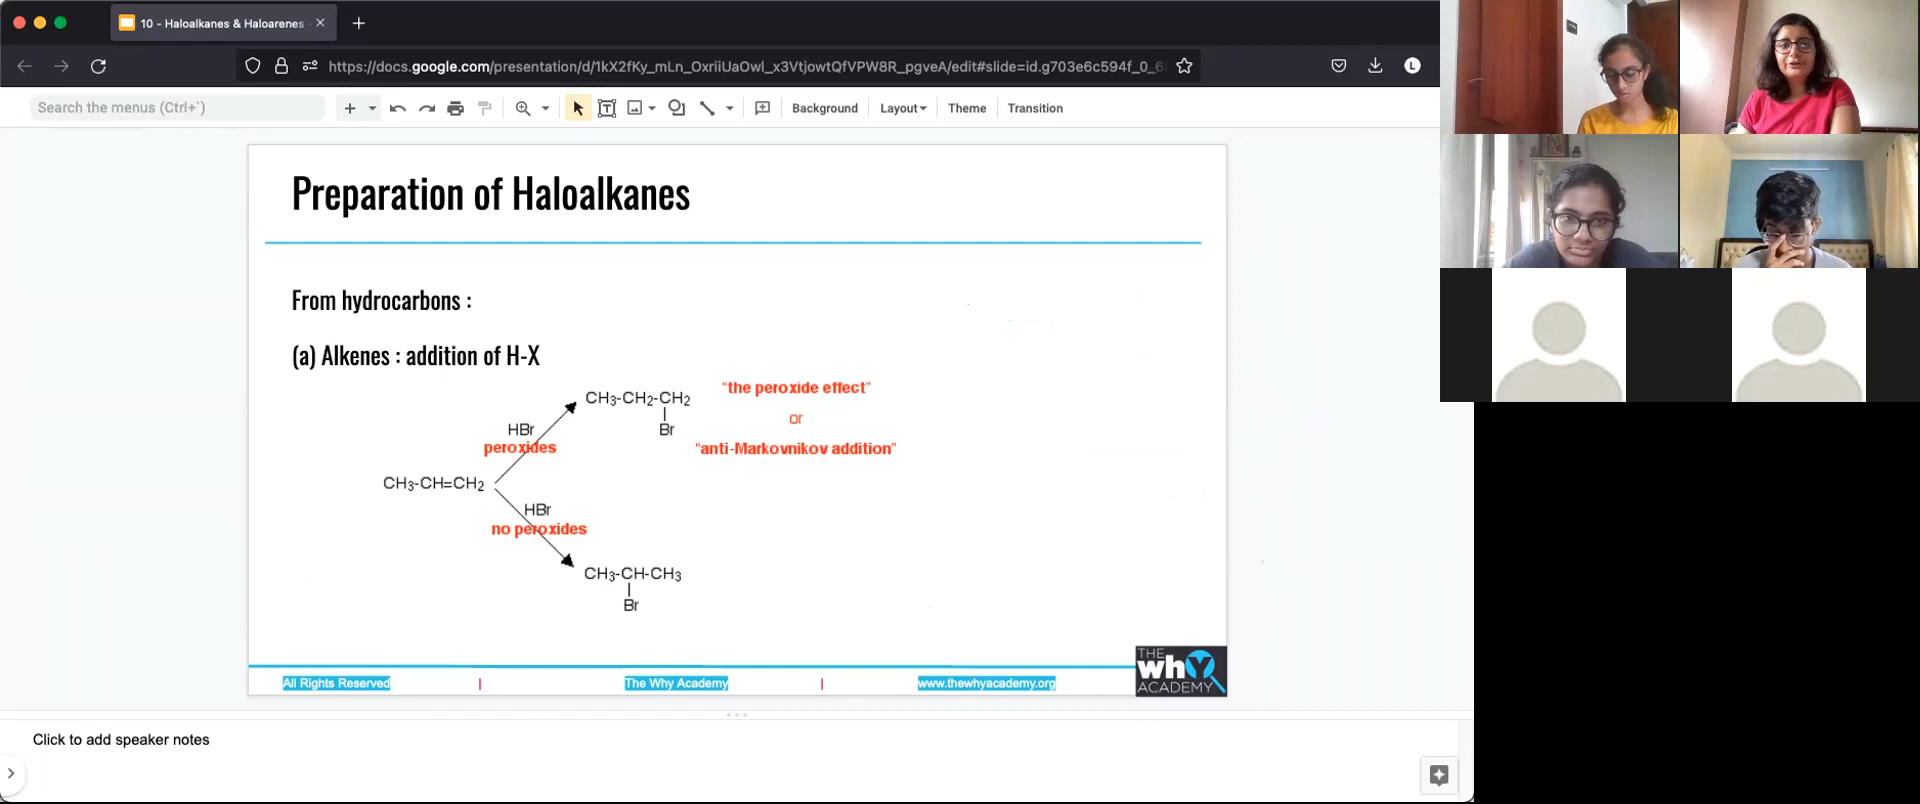 10 - Haloalkanes & Haloarenes -
https://docs.google.com/presentation/d/1kX2fKy_mLn_OxriiUaOwl_x3VtjowtQfVPW8R_pgveA/edit#slide=id.g703e6c594f_0_6
L
Search the menus (Ctrl+`)
Background
Layout
Theme
Transition
Preparation of Haloalkanes
From hydrocarbons :
(a) Alkenes : addition of H-X
CH3-CH2-CH2
Br
"the peroxide effect"
or
"anti-Markovnikov addition"
HBr
peroxides
CH3-CH=CH2
HBr
no peroxides
CH3-CH-CH3
Br
All Rights Reserved | The Why Academy | www.thewhyacademy.org
THE
whY
ACADEMY
Click to add speaker notes